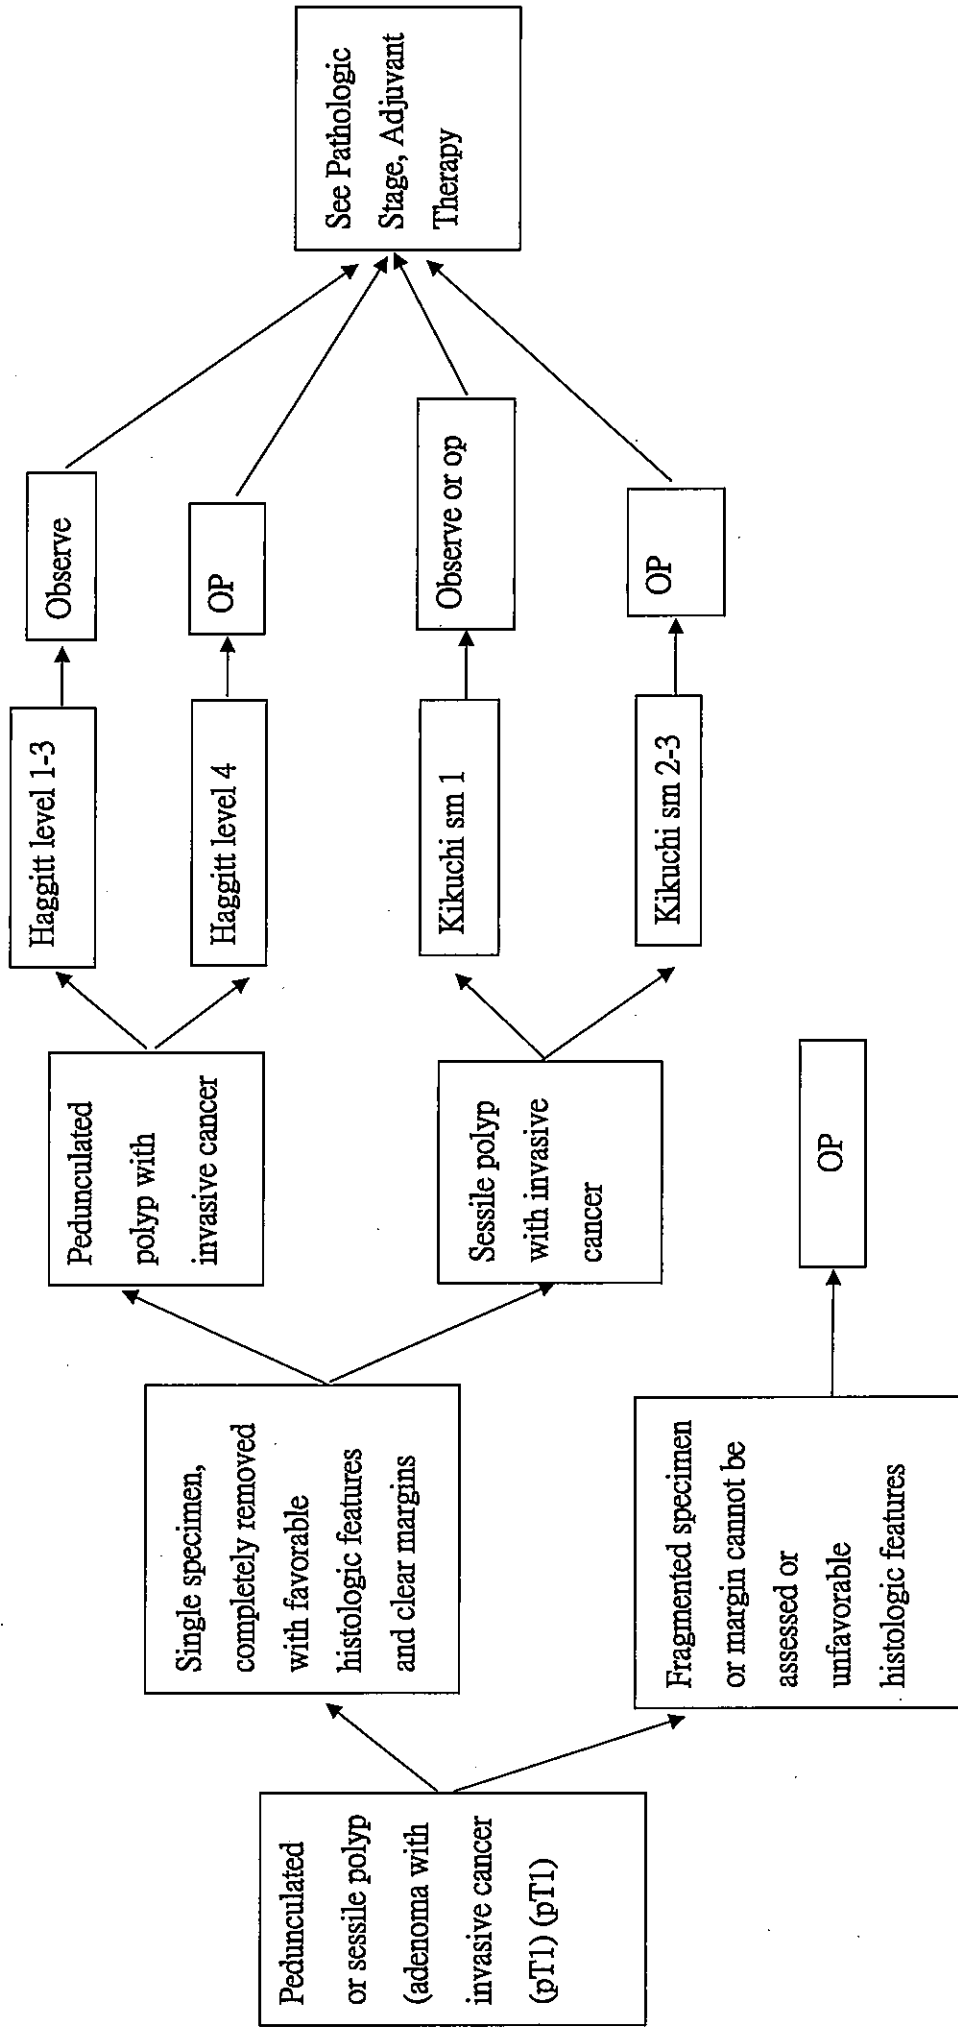 Pedunculated
or sessile polyp
(adenoma with
invasive cancer
(pT1) (pT1)
Single specimen,
completely removed
with favorable
histologic features
and clear margins
Fragmented specimen
or margin cannot be
assessed or
unfavorable
histologic features
Pedunculated
polyp with
invasive cancer
Sessile polyp
with invasive
cancer
OP
Haggitt level 1-3
Haggitt level 4
Kikuchi sm 1
Kikuchi sm 2-3
Observe
OP
Observe or op
OP
See Pathologic
Stage, Adjuvant
Therapy